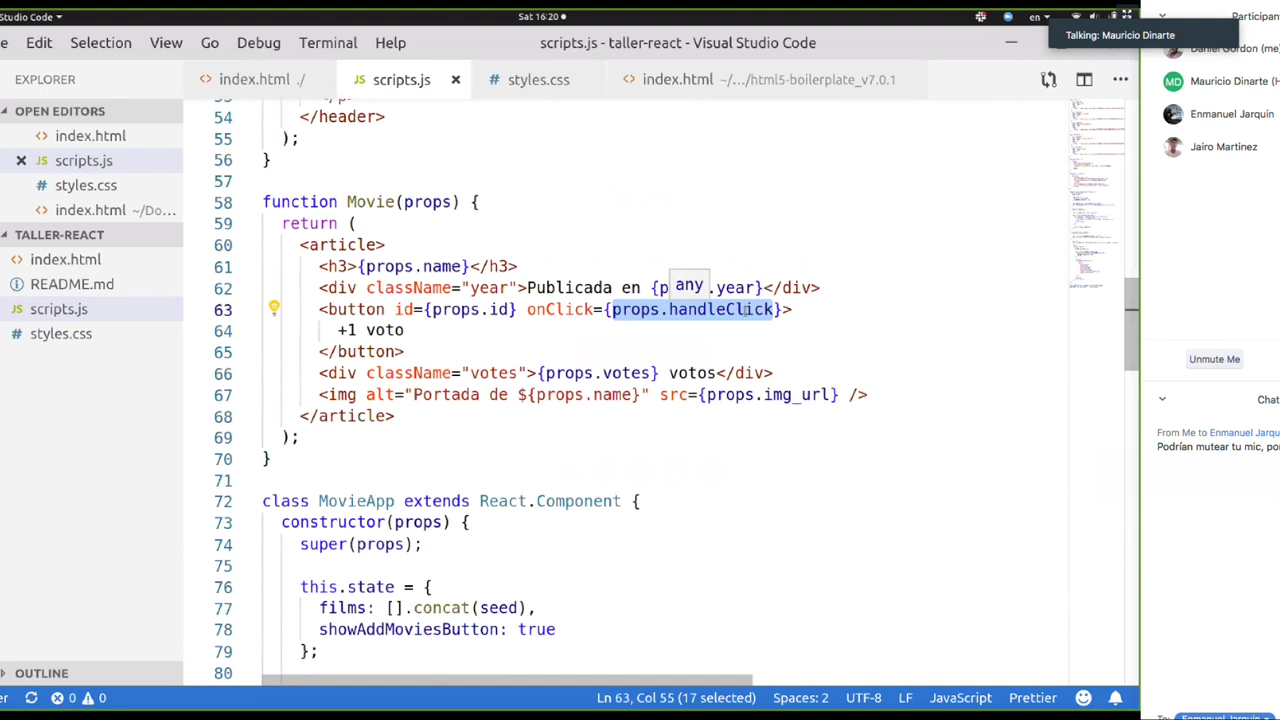 Studio Code
Sat 16:20
en
Participan
Talking: Mauricio Dinarte
Edit Selection View Go Debug Terminal Help
scripts.js - taller-react - Visual Studio Code
Daniel Gordon (me)
EXPLORER
index.html ./
scripts.js
styles.css
index.html ~/.../html5-boilerplate_v7.0.1
MD Mauricio Dinarte (H
OPEN EDITORS
index.html
scripts.js
styles.css
index.html ~/Do...
TALLER-REACT
index.html
README.md
scripts.js
styles.css
OUTLINE
54 </header>
55 );
56 }
57
58 function Movie(props) {
59 return (
60 <article>
61 <h3>{props.name}</h3>
62 <div className="year">Publicada en {p any .year}</div>
63 <button id={props.id} onClick={props.handleClick}>
64 +1 voto
65 </button>
66 <div className="votes">{props.votes} votos</div>
67 <img alt="Portada de ${props.name}" src={props.img_url} />
68 </article>
69 );
70 }
71
72 class MovieApp extends React.Component {
73 constructor(props) {
74 super(props);
75
76 this.state = {
77 films: [].concat(seed),
78 showAddMoviesButton: true
79 };
80
Enmanuel Jarquin
Jairo Martinez
Unmute Me
Chat
From Me to Enmanuel Jarqu
Podrían mutear tu mic, po
er
0 0
Ln 63, Col 55 (17 selected)
Spaces: 2
UTF-8
LF
JavaScript
Prettier
Enmanuel Jarquin